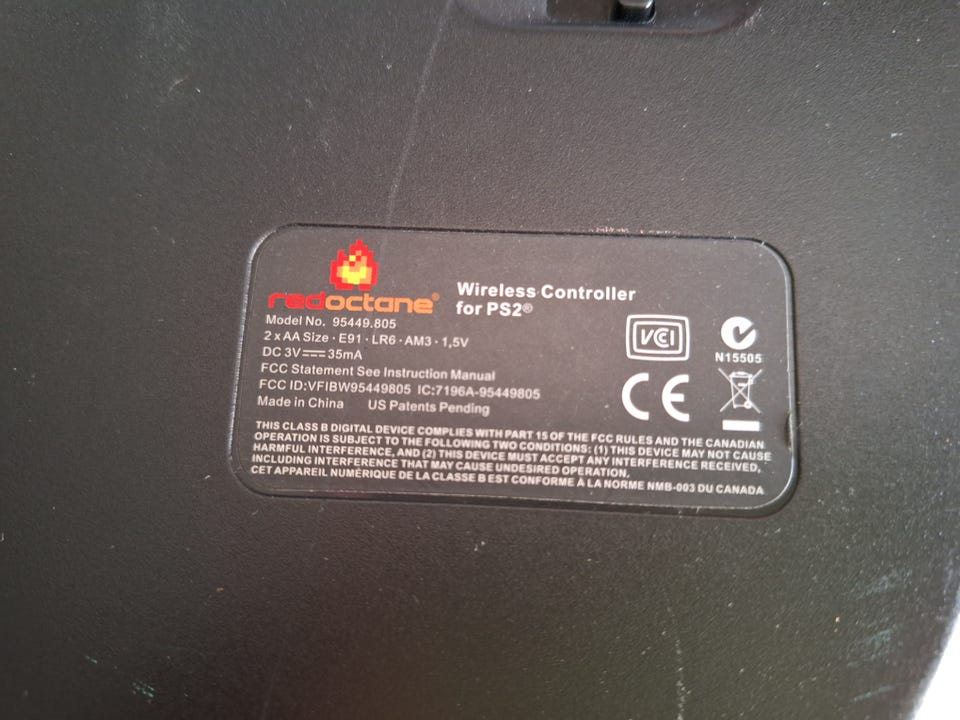 redoctane®
Wireless Controller
for PS2®
Model No. 95449.805
2 x AA Size · E91 · LR6 · AM3 · 1,5V
DC 3V⎓35mA
FCC Statement See Instruction Manual
FCC ID:VFIBW95449805 IC:7196A-95449805
Made in China US Patents Pending
VCI
N15505
CE
THIS CLASS B DIGITAL DEVICE COMPLIES WITH PART 15 OF THE FCC RULES AND THE CANADIAN
OPERATION IS SUBJECT TO THE FOLLOWING TWO CONDITIONS: (1) THIS DEVICE MAY NOT CAUSE
HARMFUL INTERFERENCE, AND (2) THIS DEVICE MUST ACCEPT ANY INTERFERENCE RECEIVED,
INCLUDING INTERFERENCE THAT MAY CAUSE UNDESIRED OPERATION.
CET APPAREIL NUMÉRIQUE DE LA CLASSE B EST CONFORME À LA NORME NMB-003 DU CANADA